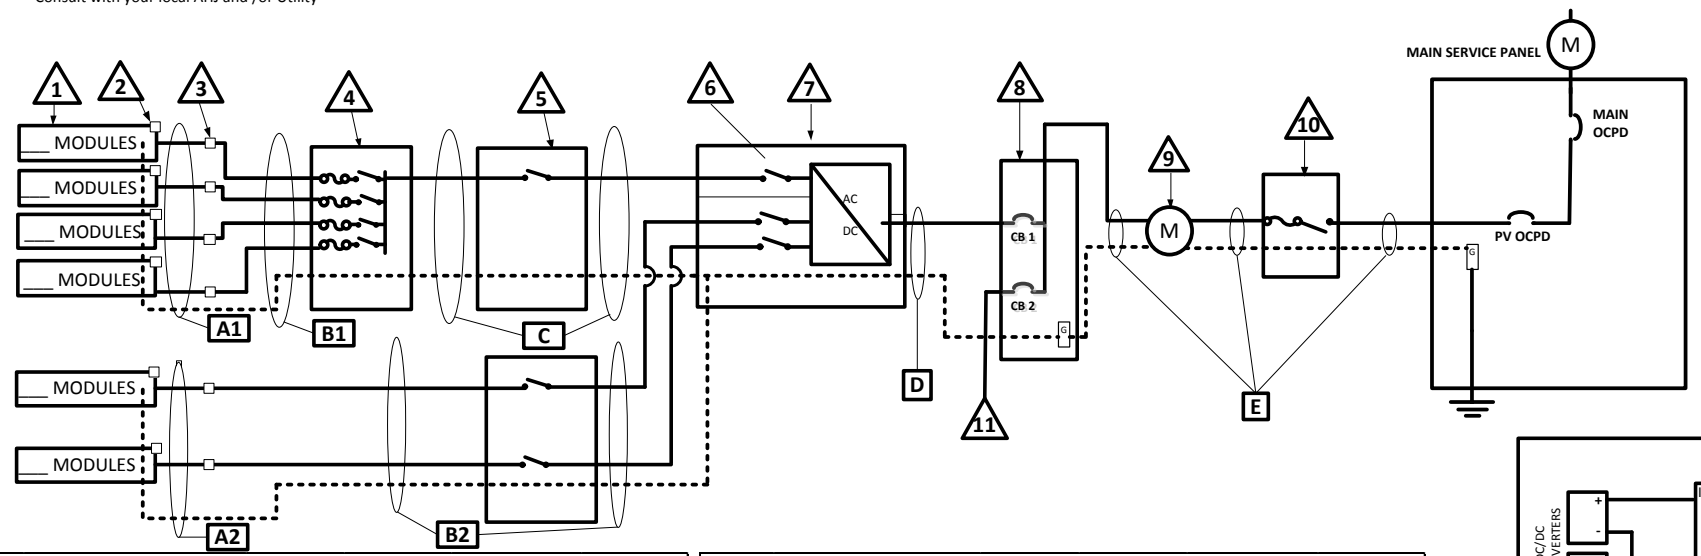 Consult with your local AHJ and /or Utility
M
MAIN SERVICE PANEL
1
2
3
4
5
6
7
8
9
10
MAIN
OCPD
___ MODULES
___ MODULES
___ MODULES
___ MODULES
AC
DC
CB 1
CB 2
M
PV OCPD
G
G
A1
B1
C
D
E
11
___ MODULES
___ MODULES
A2
B2
+
-
DC/DC